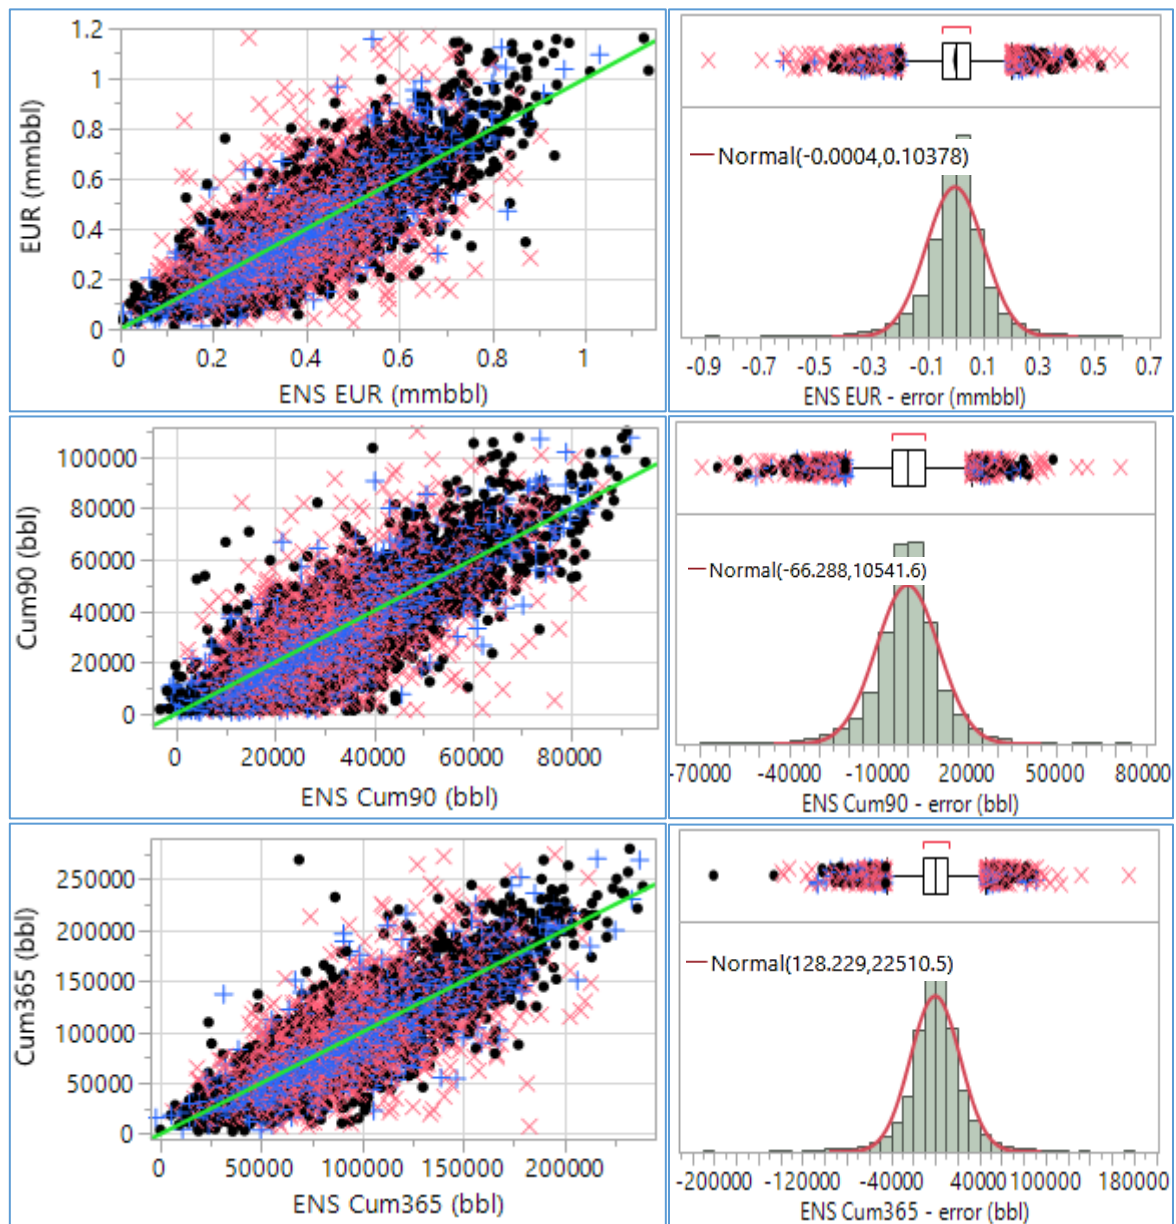 1.2
1
0.8
0.6
0.4
0.2
0
EUR (mmbbl)
0 0.2 0.4 0.6 0.8 1
ENS EUR (mmbbl)
Normal(-0.0004,0.10378)
-0.9 -0.7 -0.5 -0.3 -0.1 0.1 0.3 0.5 0.7
ENS EUR - error (mmbbl)
100000
80000
60000
40000
20000
0
Cum90 (bbl)
0 20000 40000 60000 80000
ENS Cum90 (bbl)
Normal(-66.288,10541.6)
-70000 -40000 -10000 20000 50000 80000
ENS Cum90 - error (bbl)
250000
200000
150000
100000
50000
0
Cum365 (bbl)
0 50000 100000 150000 200000
ENS Cum365 (bbl)
Normal(128.229,22510.5)
-200000 -120000 -40000 40000 100000 180000
ENS Cum365 - error (bbl)